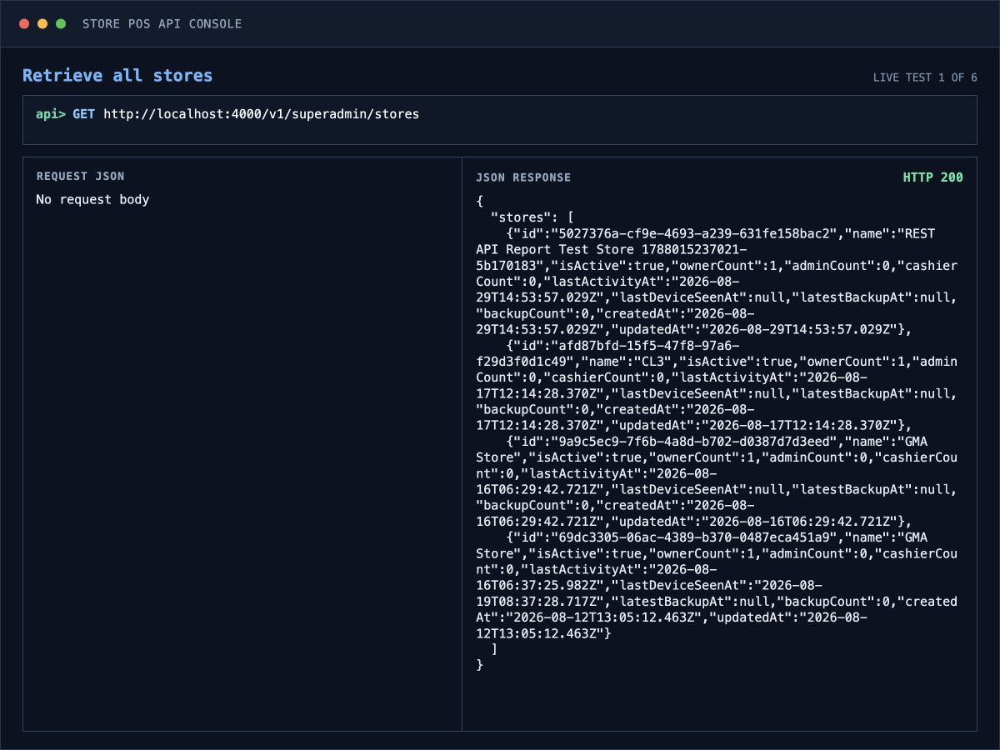 STORE POS API CONSOLE
Retrieve all stores
LIVE TEST 1 OF 6
api> GET http://localhost:4000/v1/superadmin/stores
REQUEST JSON
No request body
JSON RESPONSE
HTTP 200
{
  "stores": [
    {"id":"5027376a-cf9e-4693-a239-631fe158bac2","name":"REST
API Report Test Store 1788015237021-
5b170183","isActive":true,"ownerCount":1,"adminCount":0,"cashier
Count":0,"lastActivityAt":"2026-08-
29T14:53:57.029Z","lastDeviceSeenAt":null,"latestBackupAt":null,
"backupCount":0,"createdAt":"2026-08-
29T14:53:57.029Z","updatedAt":"2026-08-29T14:53:57.029Z"},
    {"id":"afd87bfd-15f5-47f8-97a6-
f29d3f0d1c49","name":"CL3","isActive":true,"ownerCount":1,"admin
Count":0,"cashierCount":0,"lastActivityAt":"2026-08-
17T12:14:28.370Z","lastDeviceSeenAt":null,"latestBackupAt":null,
"backupCount":0,"createdAt":"2026-08-
17T12:14:28.370Z","updatedAt":"2026-08-17T12:14:28.370Z"},
    {"id":"9a9c5ec9-7f6b-4a8d-b702-d0387d7d3eed","name":"GMA
Store","isActive":true,"ownerCount":1,"adminCount":0,"cashierCou
nt":0,"lastActivityAt":"2026-08-
16T06:29:42.721Z","lastDeviceSeenAt":null,"latestBackupAt":null,
"backupCount":0,"createdAt":"2026-08-
16T06:29:42.721Z","updatedAt":"2026-08-16T06:29:42.721Z"},
    {"id":"69dc3305-06ac-4389-b370-0487eca451a9","name":"GMA
Store","isActive":true,"ownerCount":1,"adminCount":0,"cashierCou
nt":0,"lastActivityAt":"2026-08-
16T06:37:25.982Z","lastDeviceSeenAt":"2026-08-
19T08:37:28.717Z","latestBackupAt":null,"backupCount":0,"created
At":"2026-08-12T13:05:12.463Z","updatedAt":"2026-08-
12T13:05:12.463Z"}
  ]
}